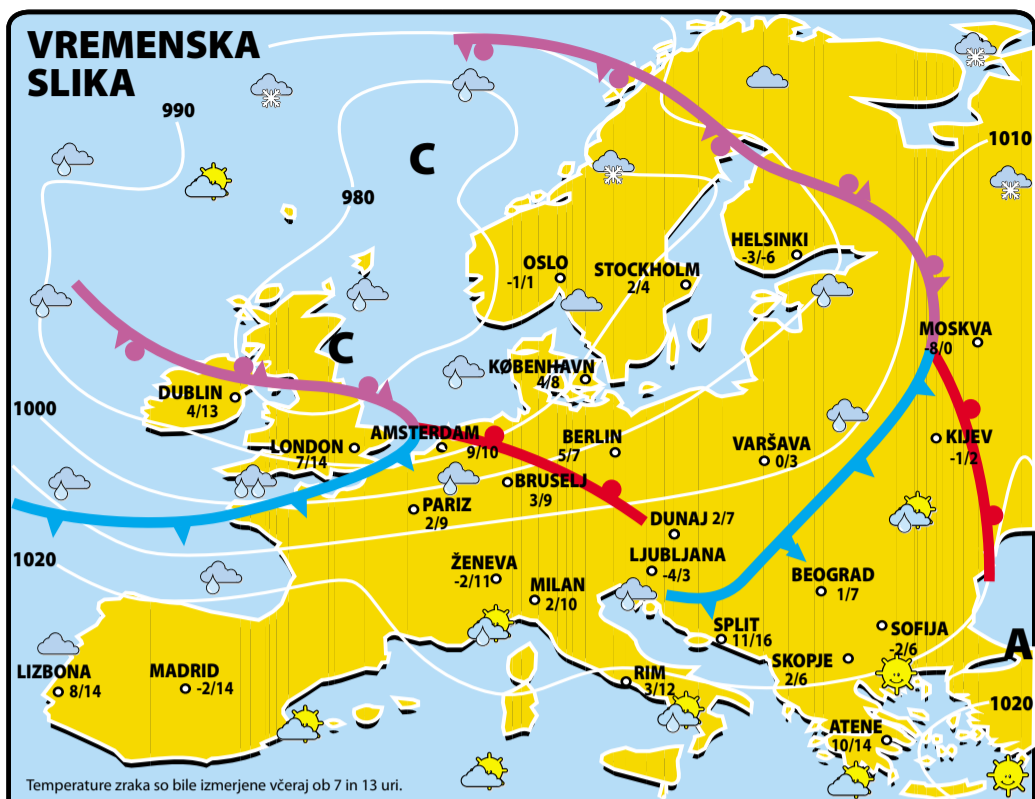 VREMENSKA
SLIKA
990
C
980
1010
HELSINKI
-3/-6
OSLO
-1/1
STOCKHOLM
2/4
C
MOSKVA
-8/0
KØBENHAVN
4/8
DUBLIN
4/13
1000
LONDON
7/14
AMSTERDAM
9/10
BERLIN
5/7
VARŠAVA
0/3
KIJEV
-1/2
BRUSELJ
3/9
PARIZ
2/9
DUNAJ 2/7
1020
ŽENEVA
-2/11
LJUBLJANA
-4/3
MILAN
2/10
BEOGRAD
1/7
SPLIT
11/16
SOFIJA
-2/6
A
LIZBONA
8/14
MADRID
-2/14
RIM
3/12
SKOPJE
2/6
1020
ATENE
10/14
Temperature zraka so bile izmerjene včeraj ob 7 in 13 uri.